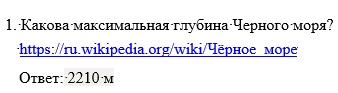 1. Какова максимальная глубина Черного моря?
https://ru.wikipedia.org/wiki/Чёрное_море
Ответ: 2210 м